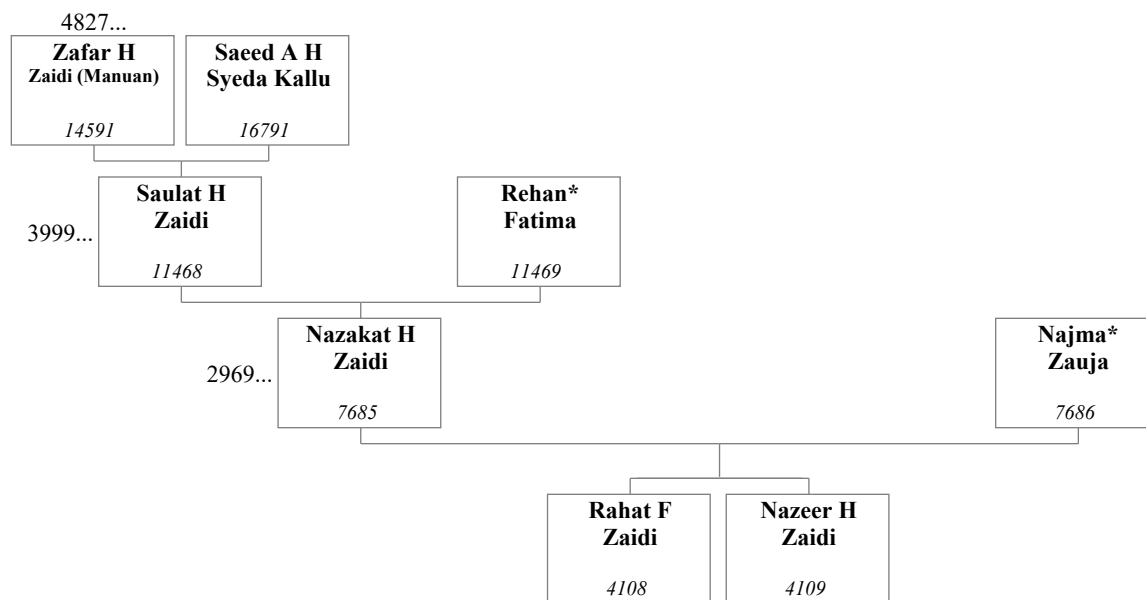 4827...
Zafar H
Zaidi (Manuan)
14591
Saeed A H
Syeda Kallu
16791
3999...
Saulat H
Zaidi
11468
Rehan*
Fatima
11469
2969...
Nazakat H
Zaidi
7685
Najma*
Zauja
7686
Rahat F
Zaidi
4108
Nazeer H
Zaidi
4109